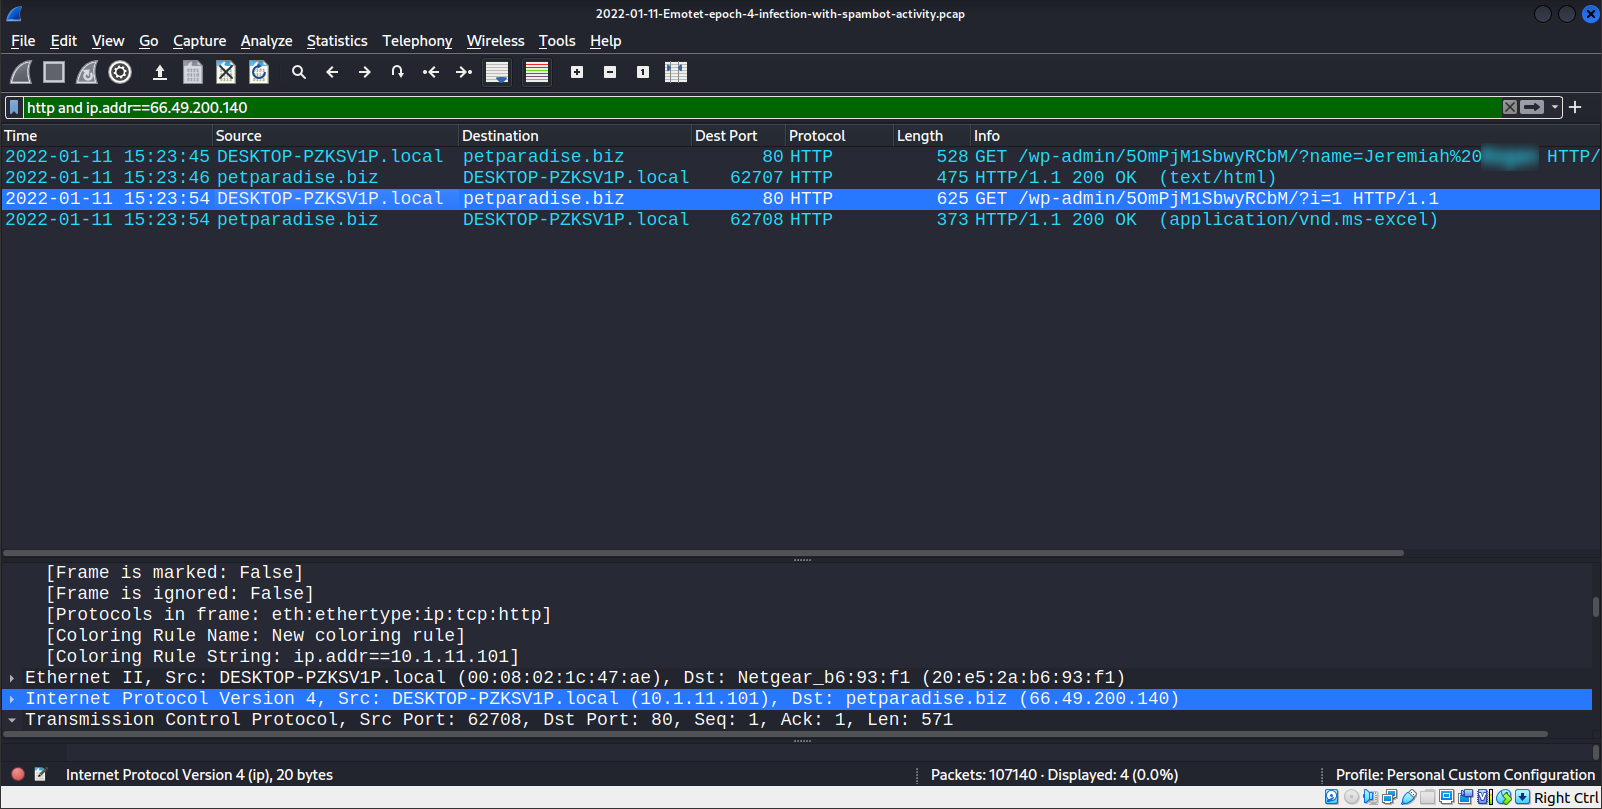 2022-01-11-Emotet-epoch-4-infection-with-spambot-activity.pcap
File Edit View Go Capture Analyze Statistics Telephony Wireless Tools Help
http and ip.addr==66.49.200.140
Time Source Destination Dest Port Protocol Length Info
2022-01-11 15:23:45 DESKTOP-PZKSV1P.local petparadise.biz 80 HTTP 528 GET /wp-admin/5OmPjM1SbwyRCbM/?name=Jeremiah%20 HTTP/
2022-01-11 15:23:46 petparadise.biz DESKTOP-PZKSV1P.local 62707 HTTP 475 HTTP/1.1 200 OK (text/html)
2022-01-11 15:23:54 DESKTOP-PZKSV1P.local petparadise.biz 80 HTTP 625 GET /wp-admin/5OmPjM1SbwyRCbM/?i=1 HTTP/1.1
2022-01-11 15:23:54 petparadise.biz DESKTOP-PZKSV1P.local 62708 HTTP 373 HTTP/1.1 200 OK (application/vnd.ms-excel)
[Frame is marked: False]
[Frame is ignored: False]
[Protocols in frame: eth:ethertype:ip:tcp:http]
[Coloring Rule Name: New coloring rule]
[Coloring Rule String: ip.addr==10.1.11.101]
Ethernet II, Src: DESKTOP-PZKSV1P.local (00:08:02:1c:47:ae), Dst: Netgear_b6:93:f1 (20:e5:2a:b6:93:f1)
Internet Protocol Version 4, Src: DESKTOP-PZKSV1P.local (10.1.11.101), Dst: petparadise.biz (66.49.200.140)
Transmission Control Protocol, Src Port: 62708, Dst Port: 80, Seq: 1, Ack: 1, Len: 571
Internet Protocol Version 4 (ip), 20 bytes Packets: 107140 · Displayed: 4 (0.0%) Profile: Personal Custom Configuration
Right Ctrl